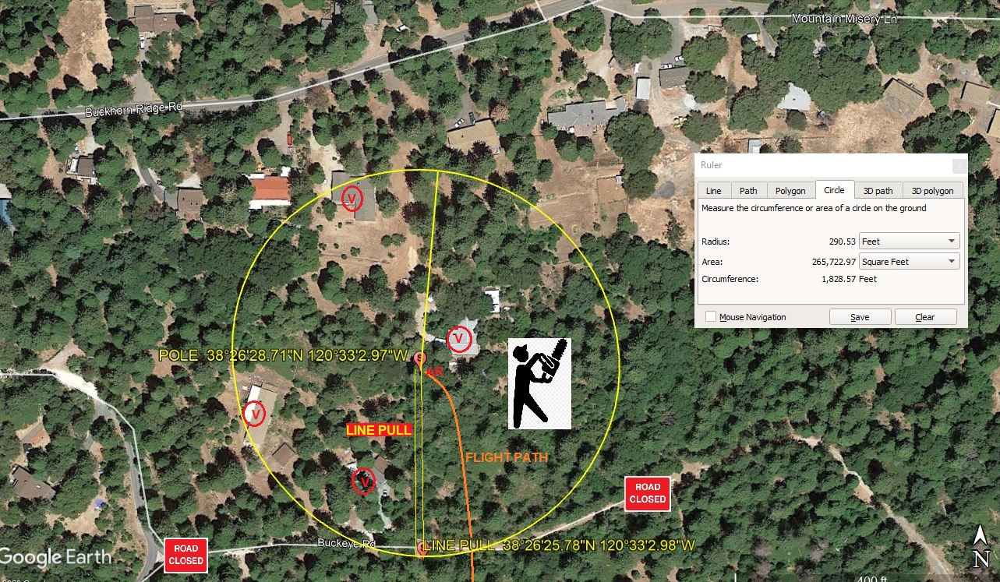 Mountain Misery Ln
Buckhorn Ridge Rd
Ruler
x
Line Path Polygon Circle 3D path 3D polygon
Measure the circumference or area of a circle on the ground
Radius: 290.53 Feet
Area: 265,722.97 Square Feet
Circumference: 1,828.57 Feet
Mouse Navigation Save Clear
V
V
POLE 38°26'28.71"N 120°33'2.97"W
S
AR
V
LINE PULL
FLIGHT PATH
V
ROAD
CLOSED
Buckeye Rd
LINE PULL 38°26'25.78"N 120°33'2.98"W
ROAD
CLOSED
Google Earth
N
400 ft